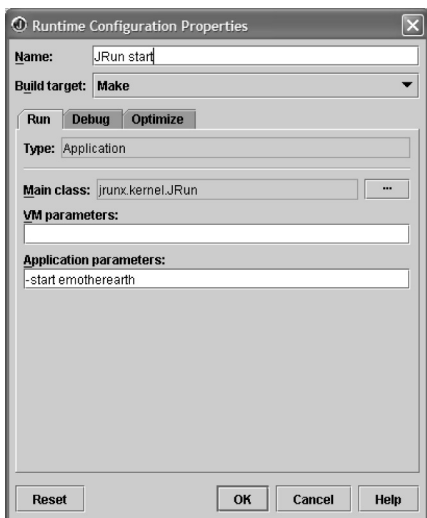 Runtime Configuration Properties
Name: JRun start
Build target: Make
Run Debug Optimize
Type: Application
Main class: jrunx.kernel.JRun ...
VM parameters:
Application parameters:
-start emotherearth
Reset OK Cancel Help